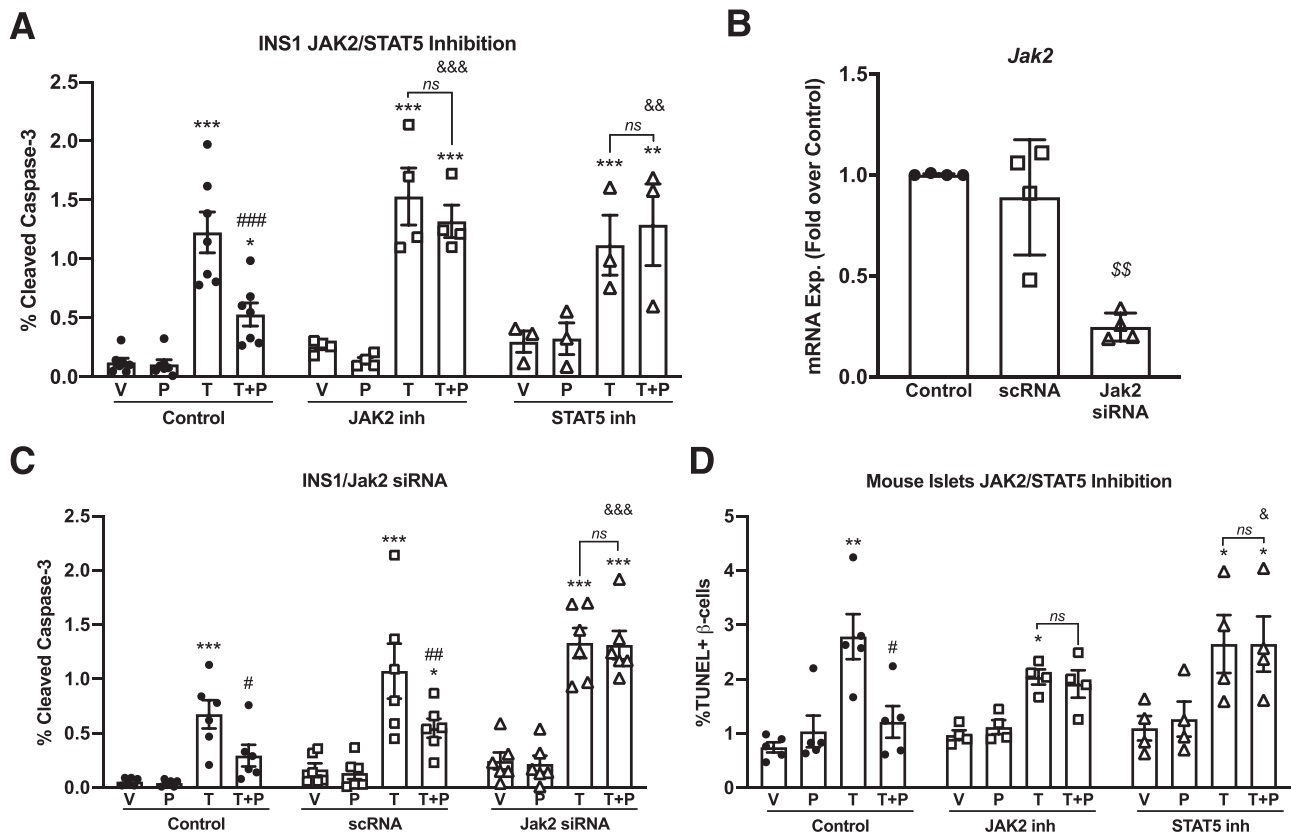 A
INS1 JAK2/STAT5 Inhibition
% Cleaved Caspase-3
2.5
2.0
1.5
1.0
0.5
0.0
***
###
*
***
ns
&&&
***
***
ns
&&
**
V P T T+P V P T T+P V P T T+P
Control JAK2 inh STAT5 inh
B
Jak2
mRNA Exp. (Fold over Control)
1.5
1.0
0.5
0.0
$$
Control scRNA Jak2
siRNA
C
INS1/Jak2 siRNA
% Cleaved Caspase-3
2.5
2.0
1.5
1.0
0.5
0.0
***
#
***
##
*
***
ns
&&&
***
V P T T+P V P T T+P V P T T+P
Control scRNA Jak2 siRNA
D
Mouse Islets JAK2/STAT5 Inhibition
%TUNEL+ β-cells
5
4
3
2
1
0
**
#
*
ns
*
ns
&
*
V P T T+P V P T T+P V P T T+P
Control JAK2 inh STAT5 inh